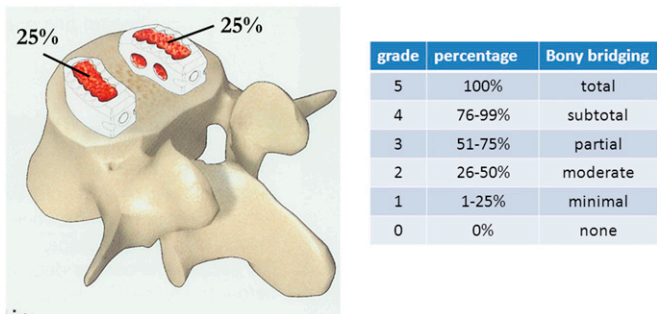 25%
25%
grade percentage Bony bridging
5 100% total
4 76-99% subtotal
3 51-75% partial
2 26-50% moderate
1 1-25% minimal
0 0% none